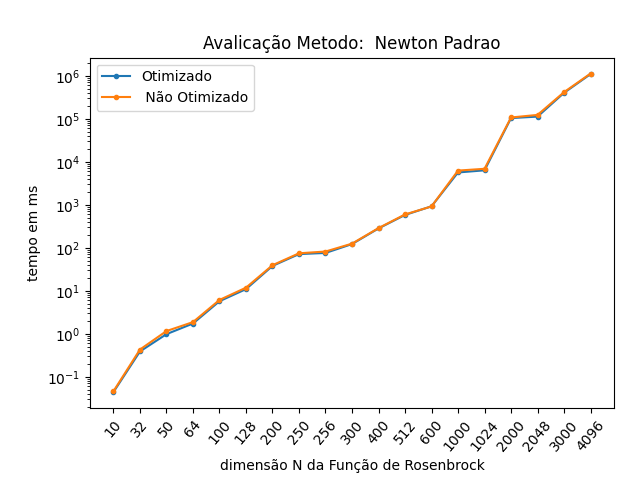 Avalicação Metodo:  Newton Padrao
Otimizado
Não Otimizado
10^6
10^5
10^4
10^3
10^2
10^1
10^0
10^−1
tempo em ms
10 32 50 64 100 128 200 250 256 300 400 512 600 1000 1024 2000 2048 3000 4096
dimensão N da Função de Rosenbrock